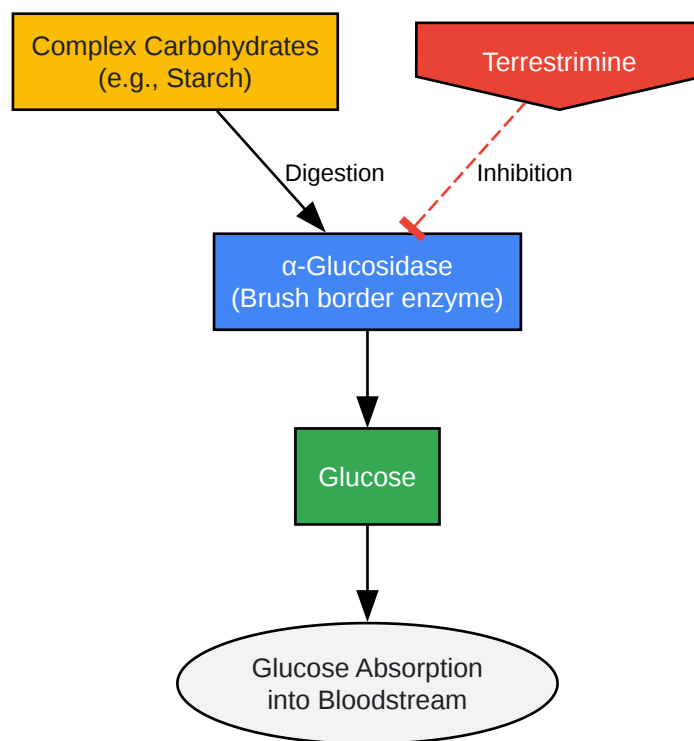 Complex Carbohydrates
(e.g., Starch)
Terrestrimine
Digestion
Inhibition
α-Glucosidase
(Brush border enzyme)
Glucose
Glucose Absorption
into Bloodstream